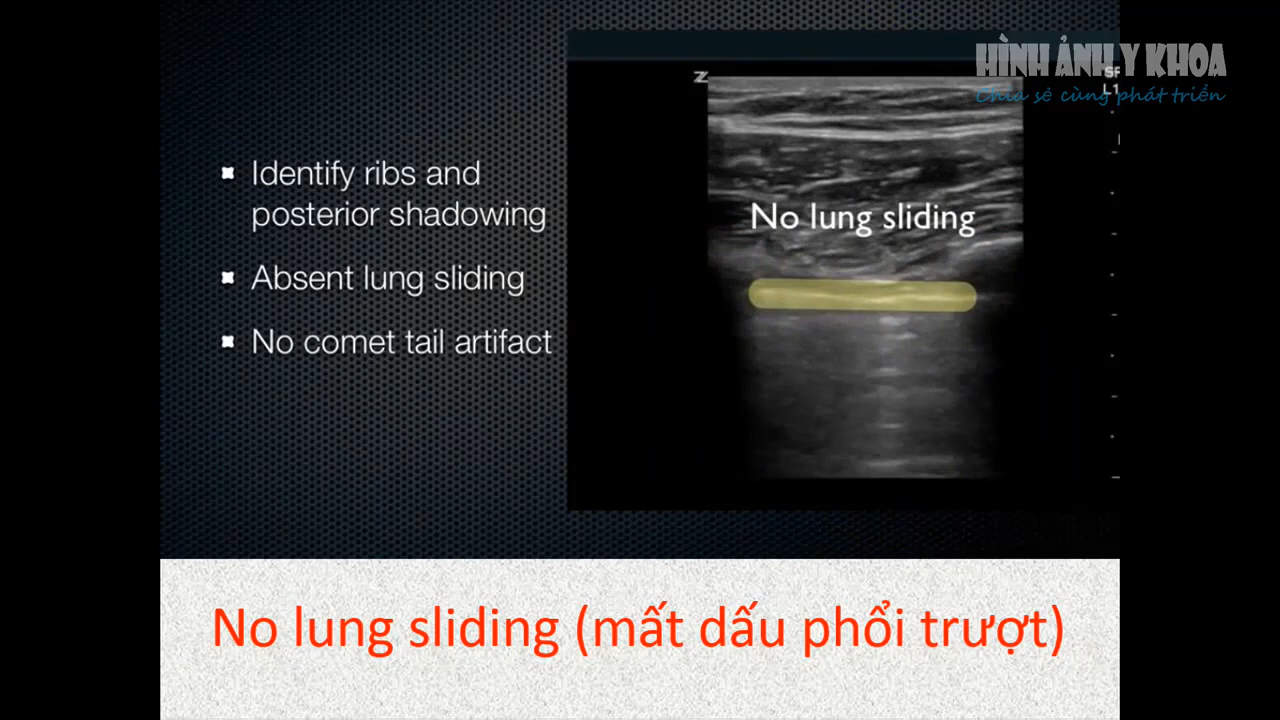 HÌNH ẢNH Y KHOA
Chia sẻ cùng phát triển
Z
L1
Identify ribs and
posterior shadowing
Absent lung sliding
No comet tail artifact
No lung sliding
No lung sliding (mất dấu phổi trượt)